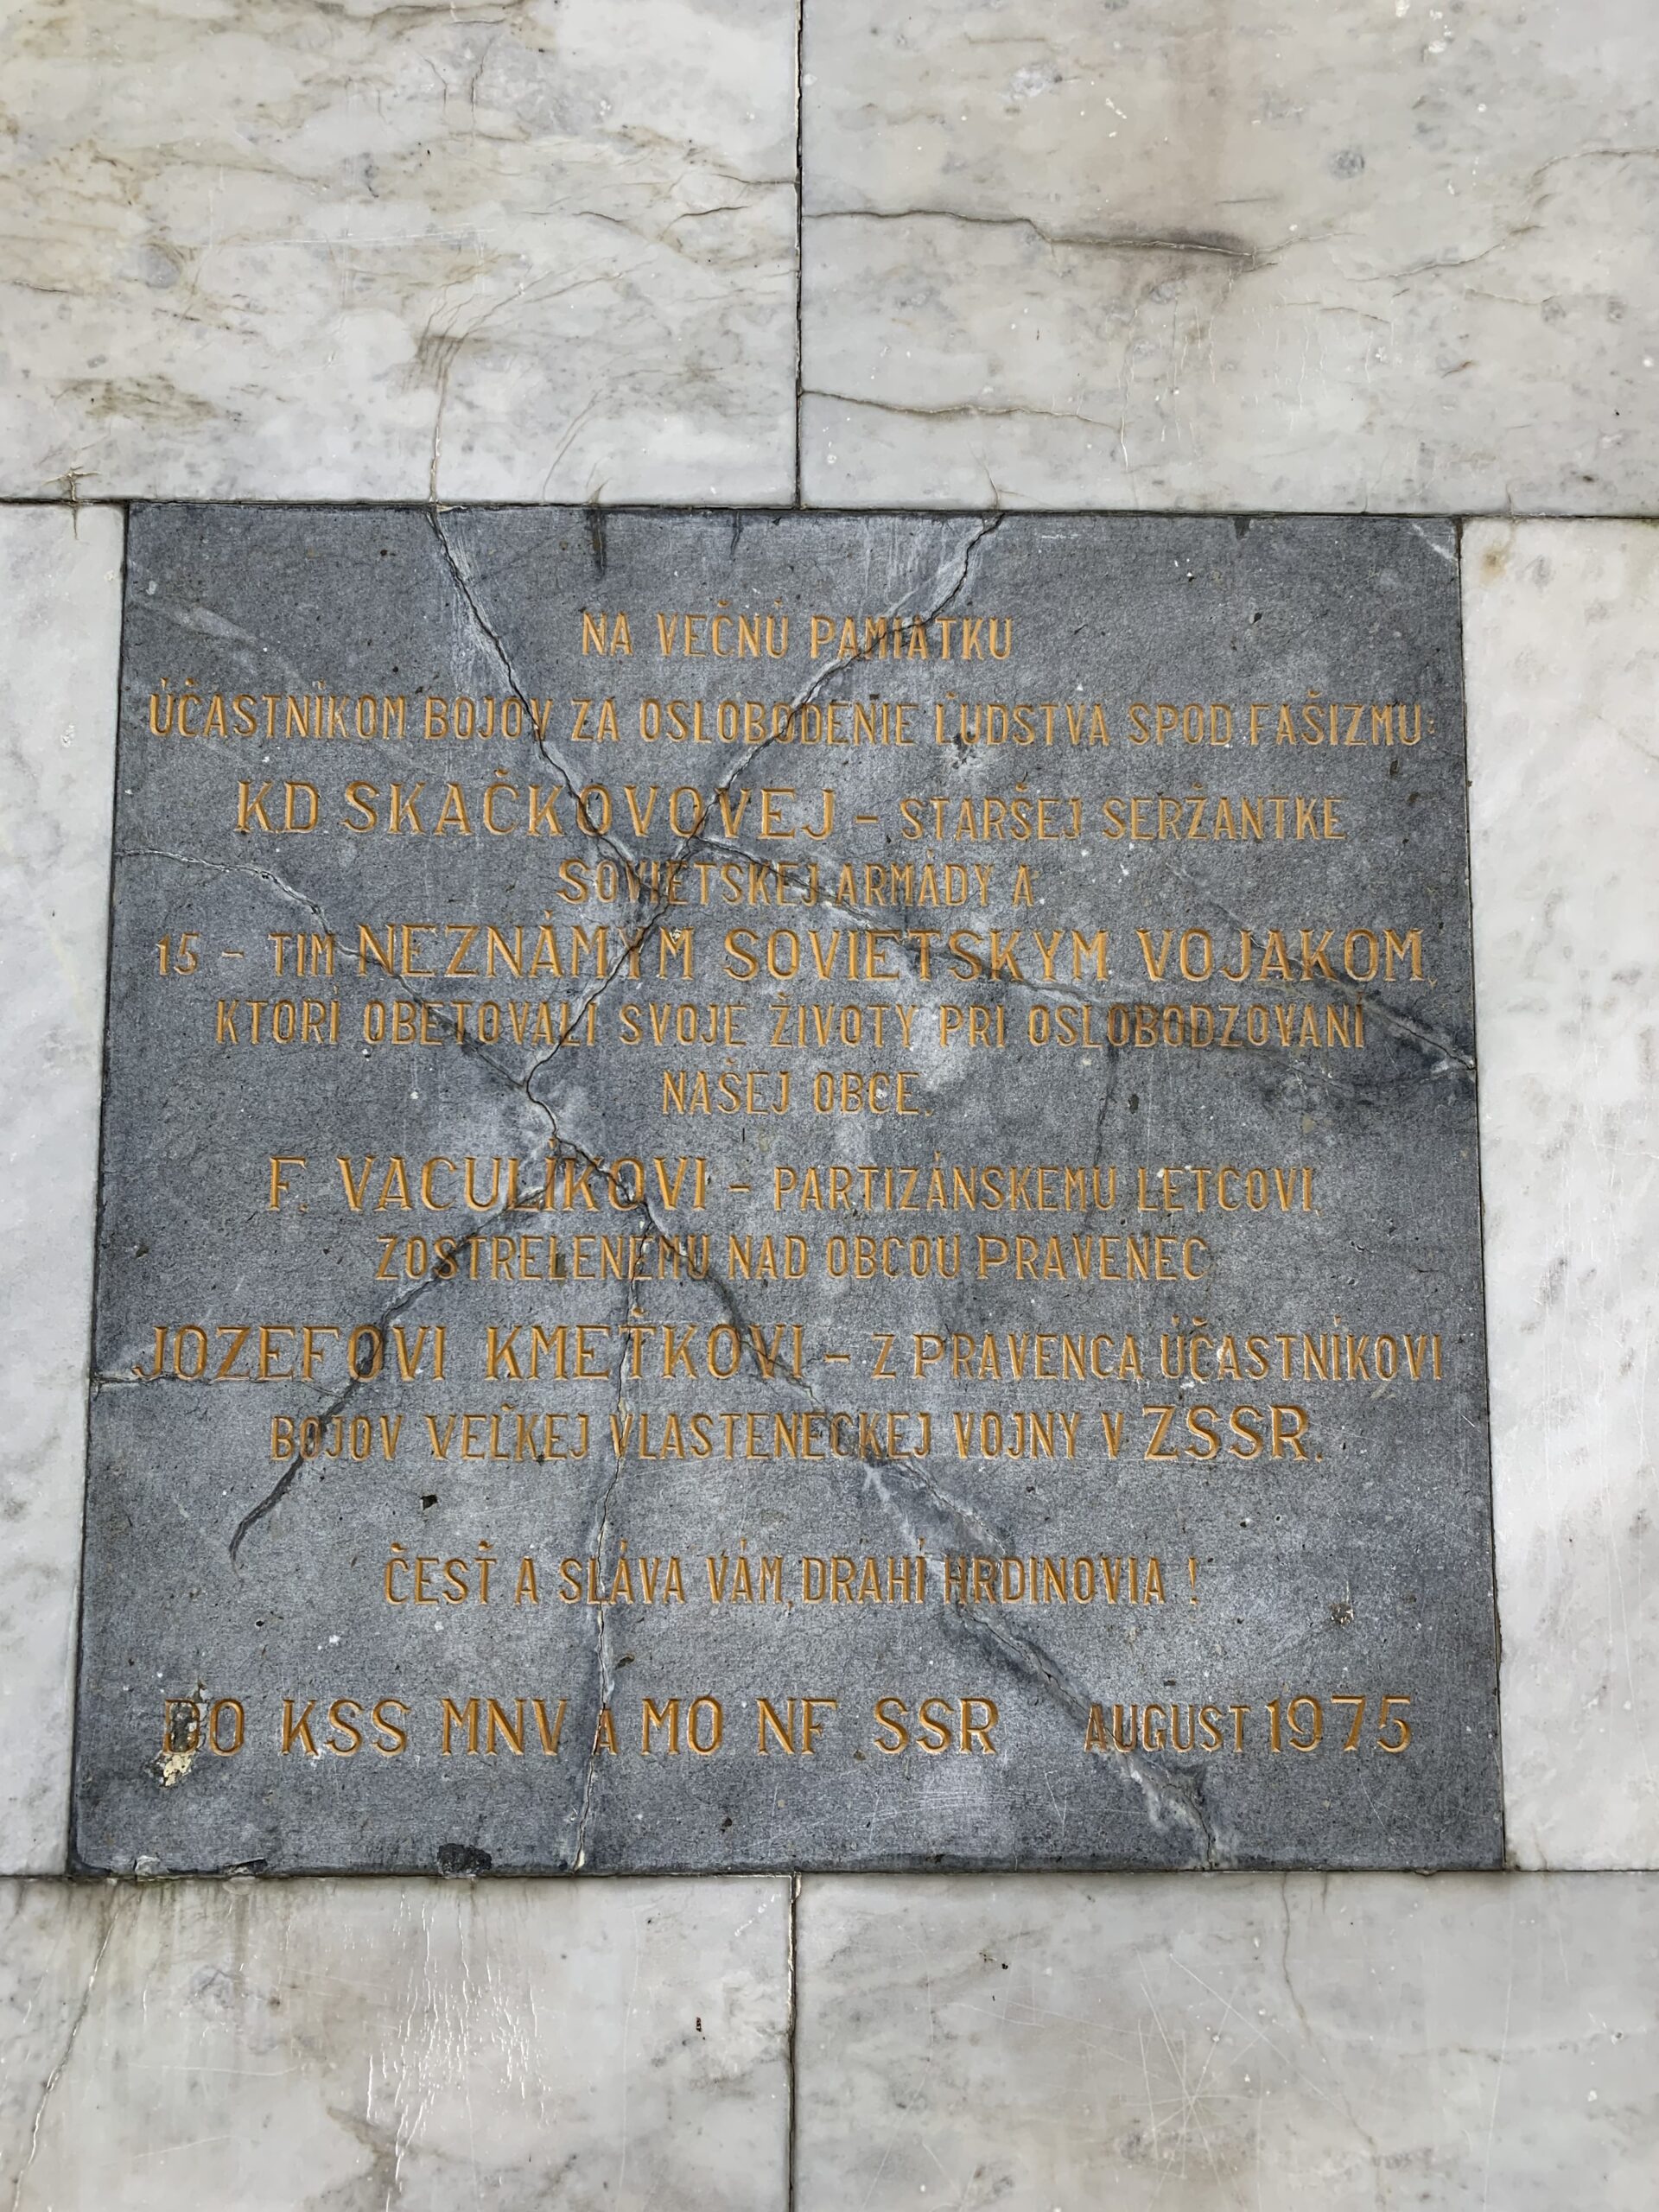 NA VEČNÚ PAMIATKU
ÚČASTNÍKOM BOJOV ZA OSLOBODENIE ĽUDSTVA SPOD FAŠIZMU:
KD SKAČKOVOVEJ – STARŠEJ SERŽANTKE
SOVIETSKEJ ARMÁDY A
15 – TIM NEZNÁMYM SOVIETSKYM VOJAKOM,
KTORÍ OBETOVALI SVOJE ŽIVOTY PRI OSLOBODZOVANÍ
NAŠEJ OBCE.
F. VACULÍKOVI – PARTIZÁNSKEMU LETCOVI,
ZOSTRELENÉMU NAD OBCOU PRAVENEC
JOZEFOVI KMEŤKOVI – Z PRAVENCA, ÚČASTNÍKOVI
BOJOV VEĽKEJ VLASTENECKEJ VOJNY V ZSSR.
ČESŤ A SLÁVA VÁM, DRAHÍ HRDINOVIA !
DO KSS MNV A MO NF SSR AUGUST 1975